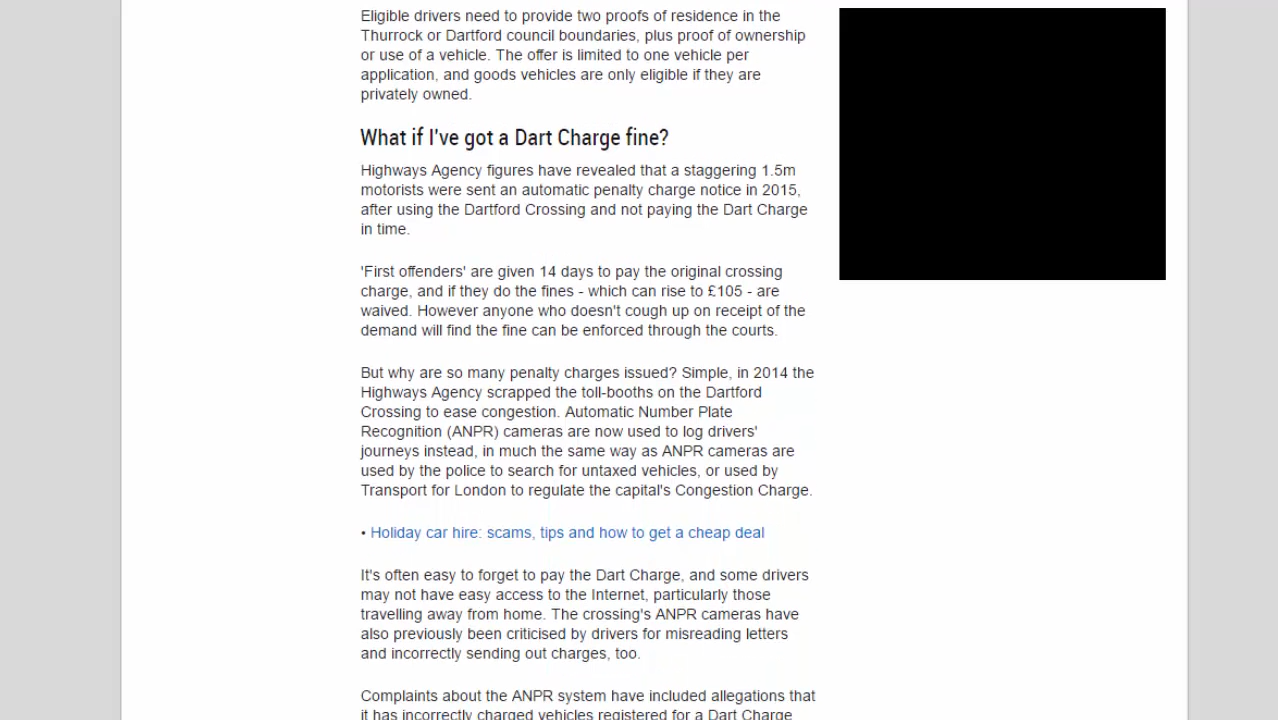 Eligible drivers need to provide two proofs of residence in the
Thurrock or Dartford council boundaries, plus proof of ownership
or use of a vehicle. The offer is limited to one vehicle per
application, and goods vehicles are only eligible if they are
privately owned.
What if I've got a Dart Charge fine?
Highways Agency figures have revealed that a staggering 1.5m
motorists were sent an automatic penalty charge notice in 2015,
after using the Dartford Crossing and not paying the Dart Charge
in time.
'First offenders' are given 14 days to pay the original crossing
charge, and if they do the fines - which can rise to £105 - are
waived. However anyone who doesn't cough up on receipt of the
demand will find the fine can be enforced through the courts.
But why are so many penalty charges issued? Simple, in 2014 the
Highways Agency scrapped the toll-booths on the Dartford
Crossing to ease congestion. Automatic Number Plate
Recognition (ANPR) cameras are now used to log drivers'
journeys instead, in much the same way as ANPR cameras are
used by the police to search for untaxed vehicles, or used by
Transport for London to regulate the capital's Congestion Charge.
• Holiday car hire: scams, tips and how to get a cheap deal
It's often easy to forget to pay the Dart Charge, and some drivers
may not have easy access to the Internet, particularly those
travelling away from home. The crossing's ANPR cameras have
also previously been criticised by drivers for misreading letters
and incorrectly sending out charges, too.
Complaints about the ANPR system have included allegations that
it has incorrectly charged vehicles registered for a Dart Charge